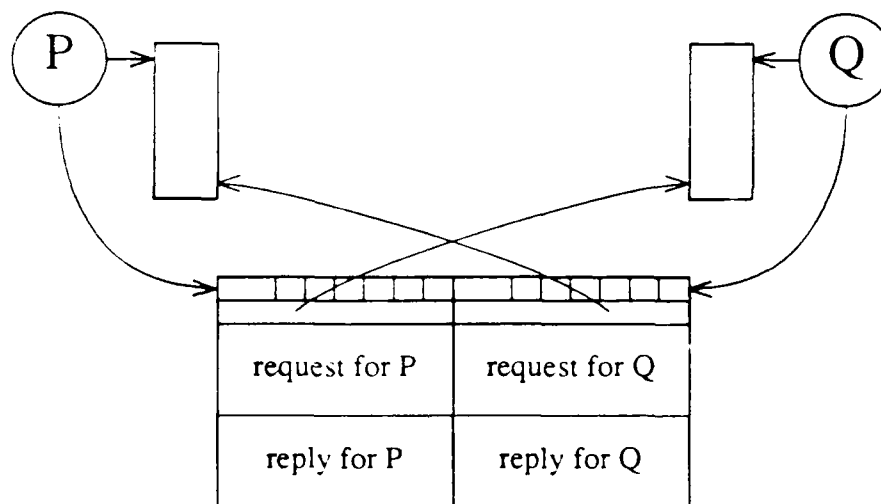 P
Q
request for P
request for Q
reply for P
reply for Q